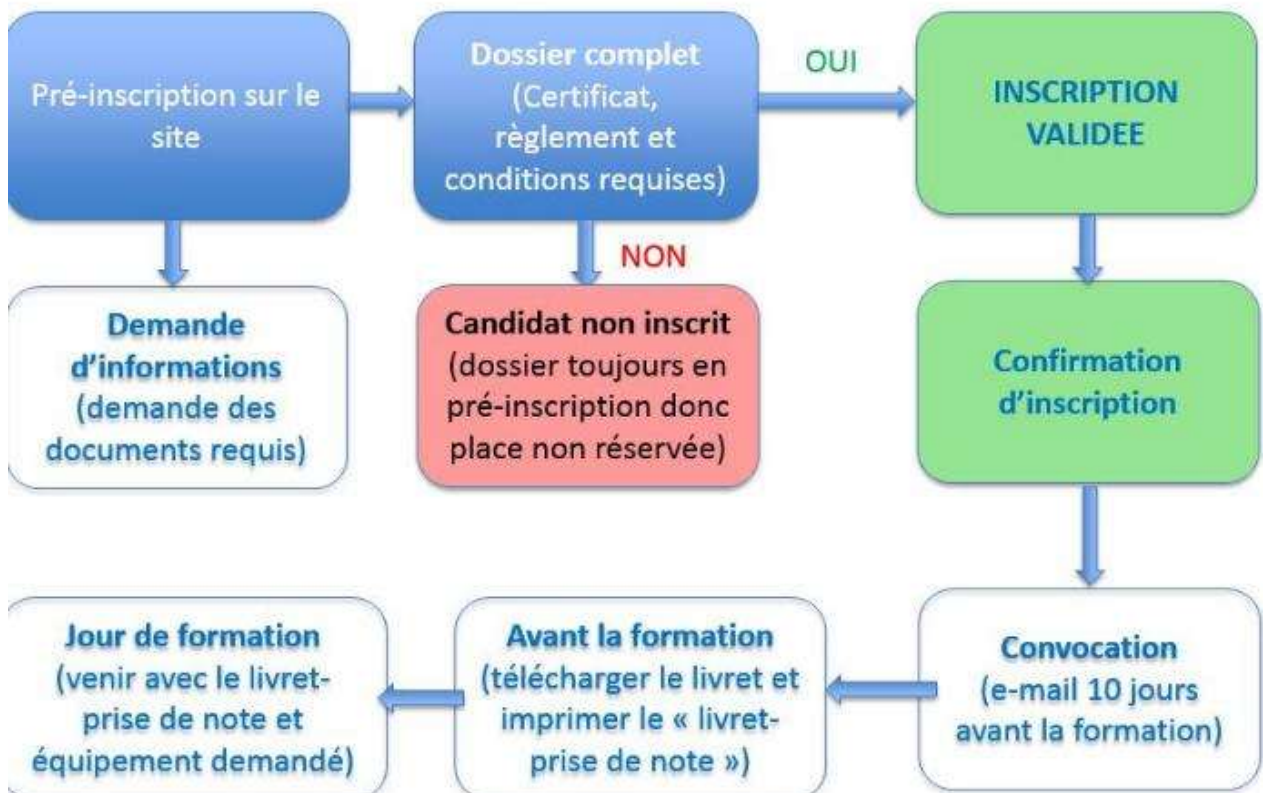 Pré-inscription sur le
site
Dossier complet
(Certificat,
règlement et
conditions requises)
OUI
INSCRIPTION
VALIDEE
NON
Demande
d'informations
(demande des
documents requis)
Candidat non inscrit
(dossier toujours en
pré-inscription donc
place non réservée)
Confirmation
d'inscription
Jour de formation
(venir avec le livret-
prise de note et
équipement demandé)
Avant la formation
(télécharger le livret et
imprimer le « livret-
prise de note »)
Convocation
(e-mail 10 jours
avant la formation)